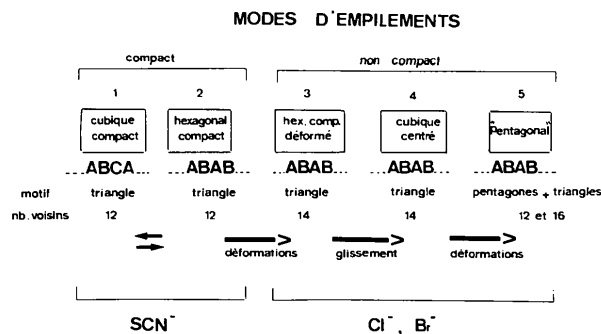 MODES D'EMPILEMENTS
compact non compact
1 2 3 4 5
cubique compact hexagonal compact hex. comp. déformé cubique centré "Pentagonal"
...ABCA... ...ABAB... ...ABAB... ...ABAB... ...ABAB...
motif triangle triangle triangle triangle pentagones + triangles
nb. voisins 12 12 14 14 12 et 16
déformations glissement déformations
SCN⁻ Cl⁻, Br⁻